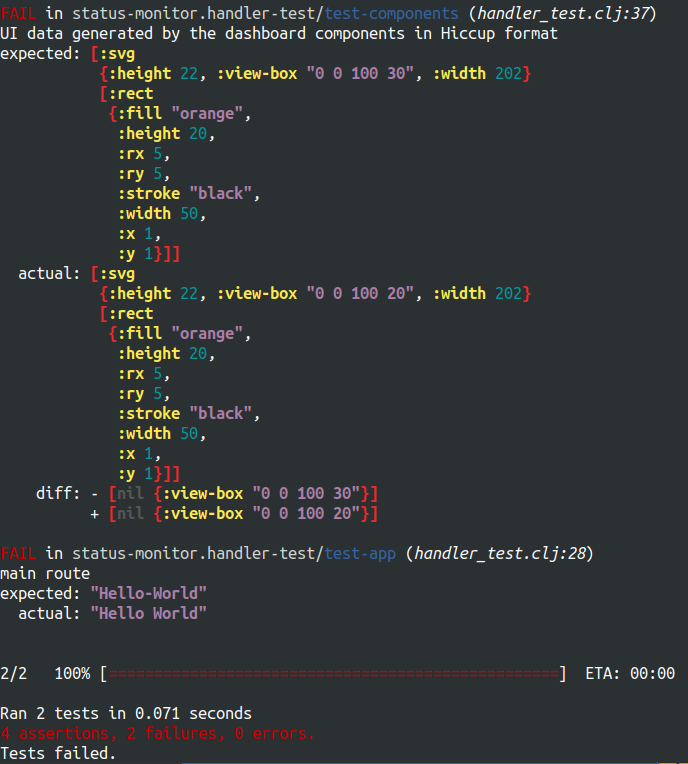 FAIL in status-monitor.handler-test/test-components (handler_test.clj:37)
UI data generated by the dashboard components in Hiccup format
expected: [:svg
           {:height 22, :view-box "0 0 100 30", :width 202}
           [:rect
            {:fill "orange",
             :height 20,
             :rx 5,
             :ry 5,
             :stroke "black",
             :width 50,
             :x 1,
             :y 1}]]
  actual: [:svg
           {:height 22, :view-box "0 0 100 20", :width 202}
           [:rect
            {:fill "orange",
             :height 20,
             :rx 5,
             :ry 5,
             :stroke "black",
             :width 50,
             :x 1,
             :y 1}]]
    diff: - [nil {:view-box "0 0 100 30"}]
          + [nil {:view-box "0 0 100 20"}]
FAIL in status-monitor.handler-test/test-app (handler_test.clj:28)
main route
expected: "Hello-World"
  actual: "Hello World"
2/2   100% [==================================================]  ETA: 00:00
Ran 2 tests in 0.071 seconds
4 assertions, 2 failures, 0 errors.
Tests failed.